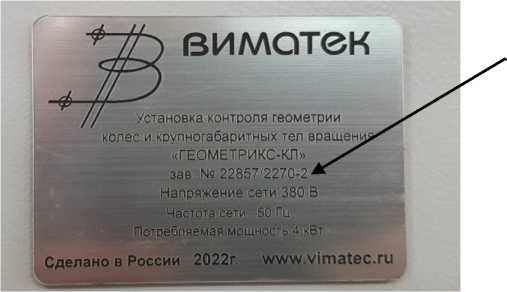 ВИМАТЕК
Установка контроля геометрии
колес и крупногабаритных тел вращения
«ГЕОМЕТРИКС-КЛ»
зав. № 22857/2270-2
Напряжение сети 380 В
Частота сети 50 Гц
Потребляемая мощность 4 кВт
Сделано в России 2022г. www.vimatec.ru